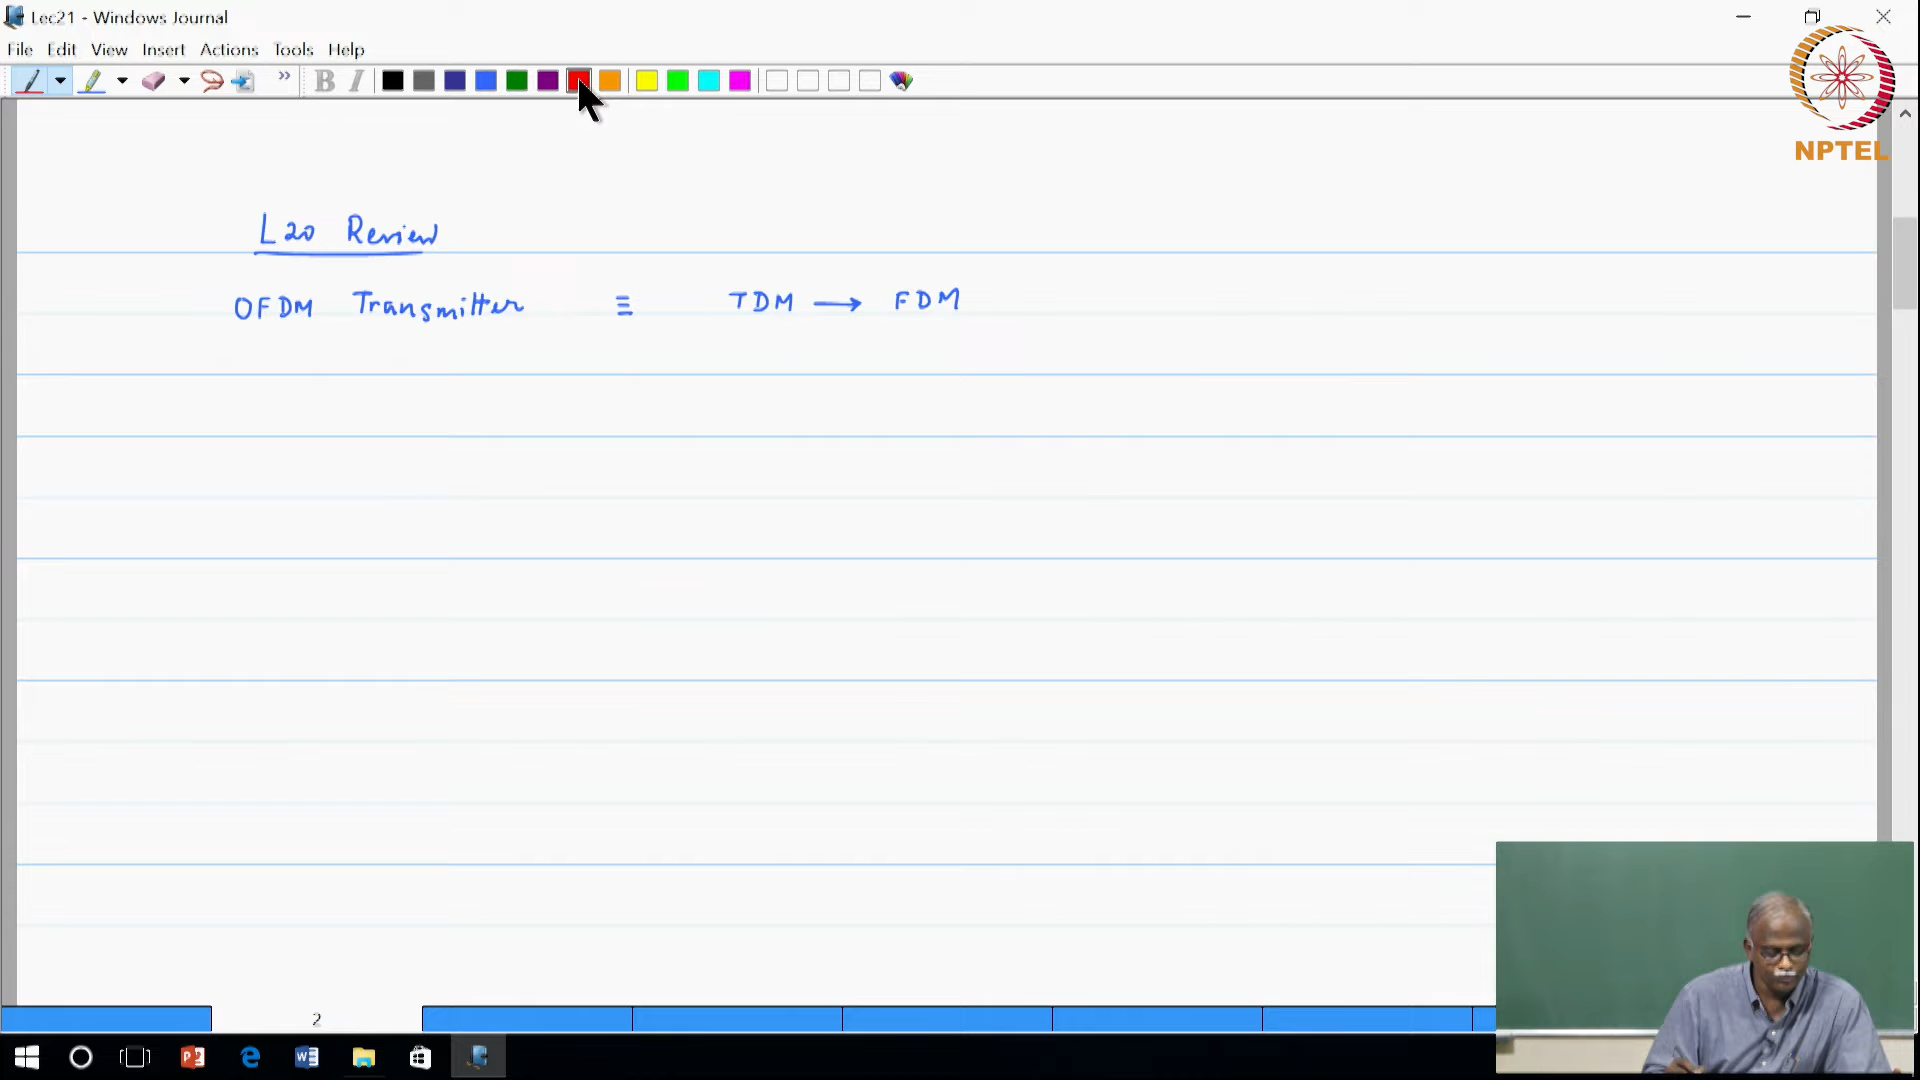 Lec21 - Windows Journal
File Edit View Insert Actions Tools Help
B I
NPTEL
L20 Review
OFDM Transmitter ≡ TDM → FDM
2